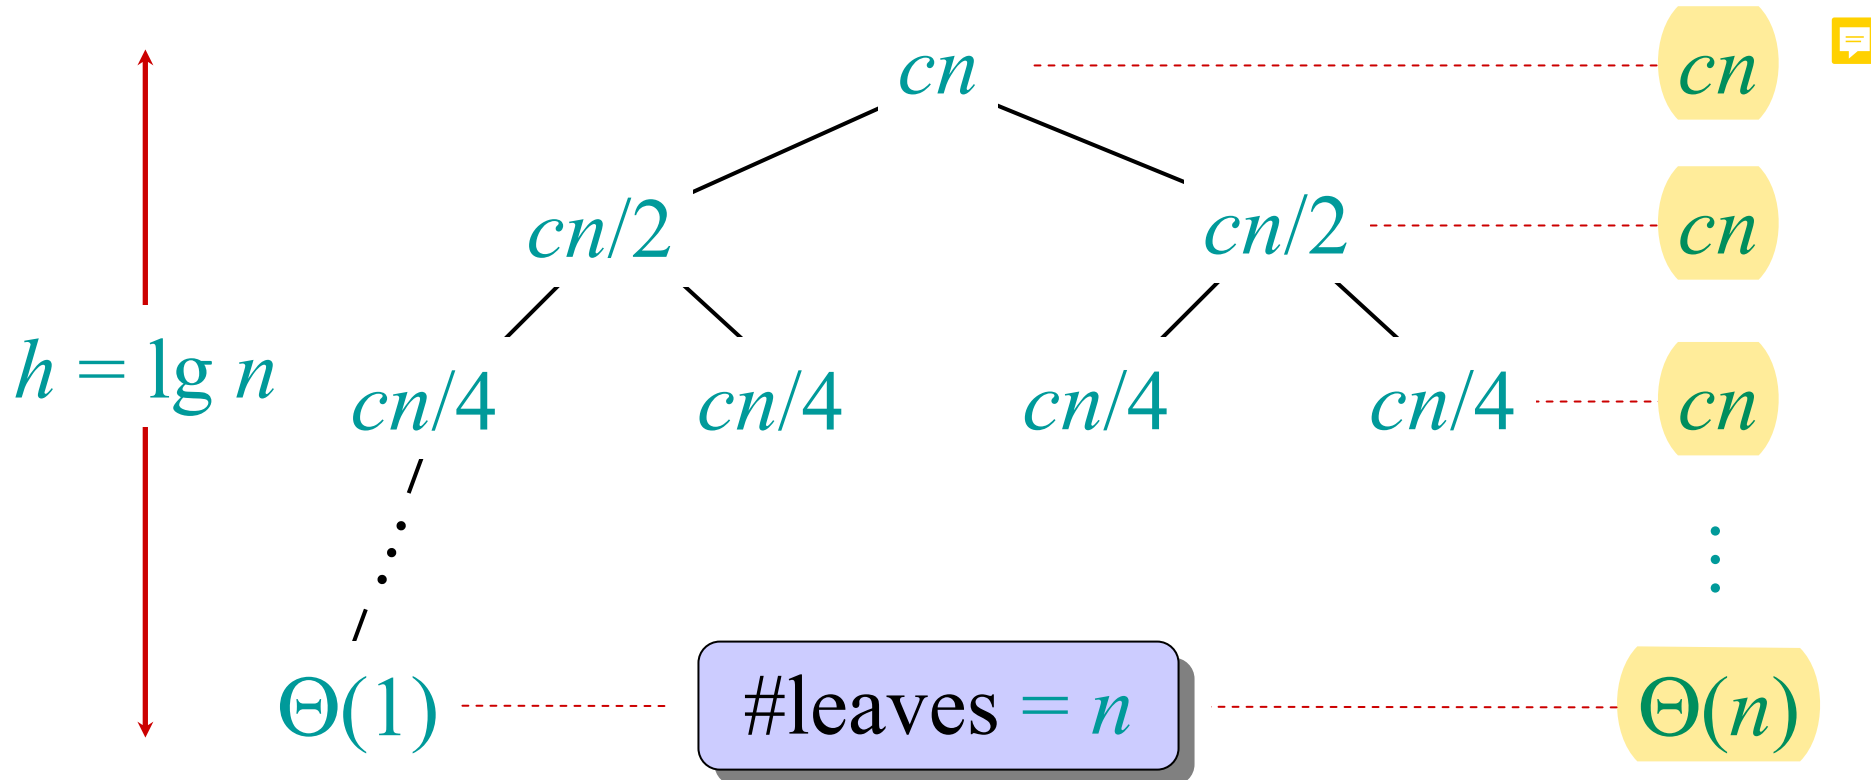 cn cn
cn/2 cn/2 cn
h = lg n cn/4 cn/4 cn/4 cn/4 cn
Θ(1) #leaves = n Θ(n)